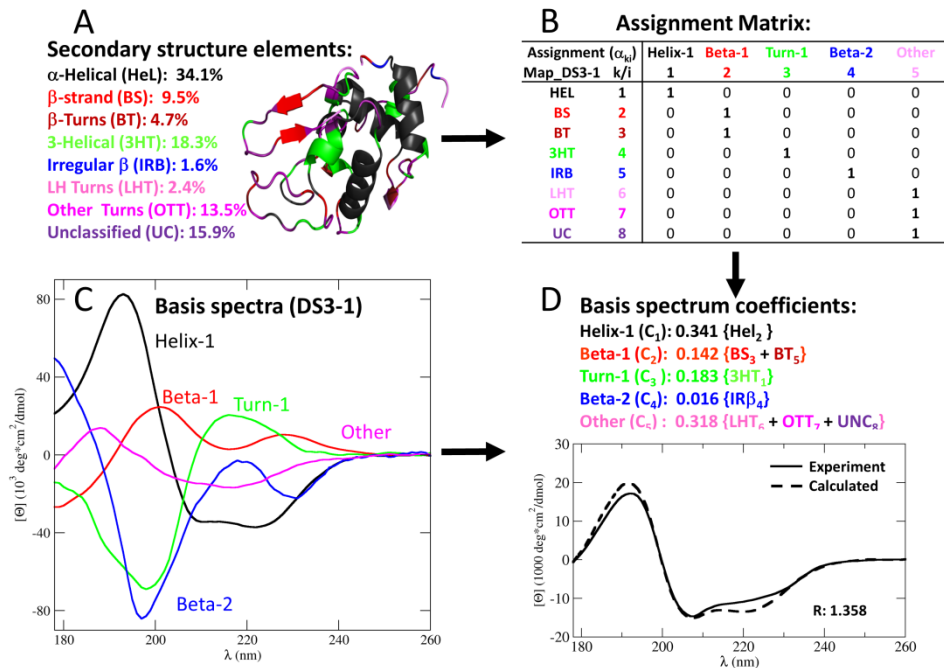 A
Secondary structure elements:
α-Helical (HeL): 34.1%
β-strand (BS): 9.5%
β-Turns (BT): 4.7%
3-Helical (3HT): 18.3%
Irregular β (IRB): 1.6%
LH Turns (LHT): 2.4%
Other Turns (OTT): 13.5%
Unclassified (UC): 15.9%
B
Assignment Matrix:
Assignment (αki) Helix-1 Beta-1 Turn-1 Beta-2 Other
Map_DS3-1 k/i 1 2 3 4 5
HEL 1 1 0 0 0 0
BS 2 0 1 0 0 0
BT 3 0 1 0 0 0
3HT 4 0 0 1 0 0
IRB 5 0 0 0 1 0
LHT 6 0 0 0 0 1
OTT 7 0 0 0 0 1
UC 8 0 0 0 0 1
C
Basis spectra (DS3-1)
Helix-1
Beta-1
Turn-1
Other
Beta-2
[Θ] (10³ deg*cm²/dmol)
80
40
0
-40
-80
180 200 220 240 260
λ (nm)
D
Basis spectrum coefficients:
Helix-1 (C₁): 0.341 {Hel₂ }
Beta-1 (C₂): 0.142 {BS₃ + BT₅}
Turn-1 (C₃): 0.183 {3HT₁}
Beta-2 (C₄): 0.016 {IRβ₄}
Other (C₅): 0.318 {LHT₆ + OTT₇ + UNC₈}
Experiment
Calculated
R: 1.358
[Θ] (1000 deg*cm²/dmol)
30
20
10
0
-10
-20
180 200 220 240 260
λ (nm)